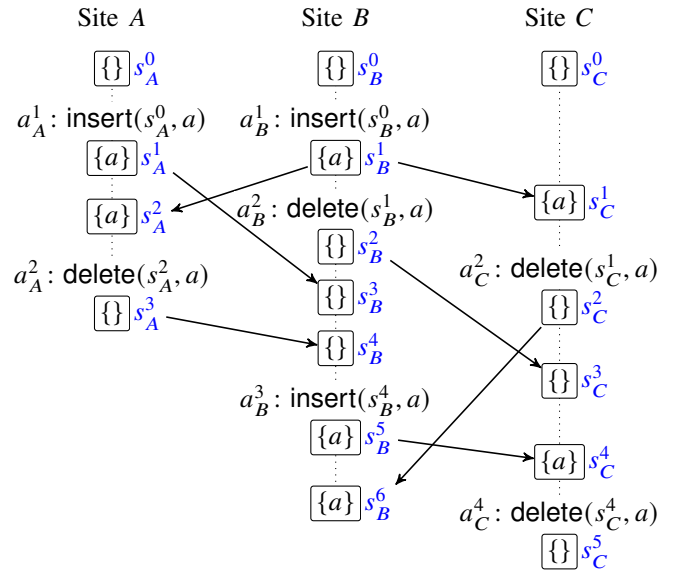 Site A Site B Site C
{} s_A^0 {} s_B^0 {} s_C^0
a_A^1 : insert(s_A^0, a) a_B^1 : insert(s_B^0, a)
{a} s_A^1 {a} s_B^1
{a} s_C^1
{a} s_A^2 a_B^2 : delete(s_B^1, a)
{} s_B^2
a_A^2 : delete(s_A^2, a) a_C^2 : delete(s_C^1, a)
{} s_B^3 {} s_C^2
{} s_A^3
{} s_B^4
{} s_C^3
a_B^3 : insert(s_B^4, a)
{a} s_B^5
{a} s_C^4
{a} s_B^6
a_C^4 : delete(s_C^4, a)
{} s_C^5